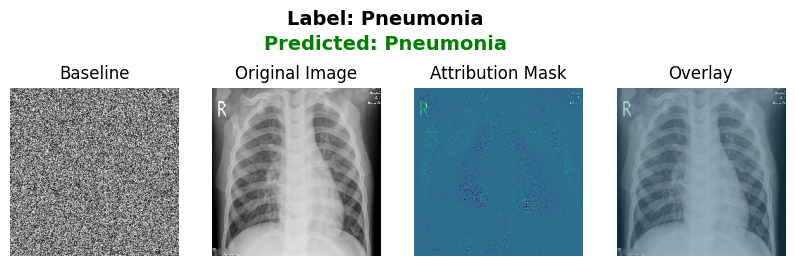 Label: Pneumonia
Predicted: Pneumonia
Baseline
Original Image
Attribution Mask
Overlay
R
R
R